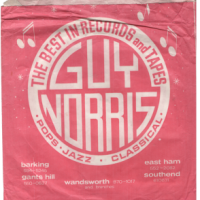 THE BEST IN RECORDS and TAPES
GUY
NORRIS
• POPS • JAZZ • CLASSICAL •
barking
gants hill
east ham
southend
wandsworth